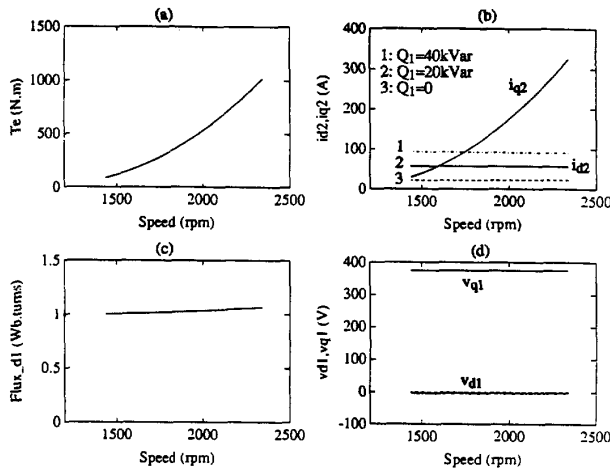 (a)
1500
1000
500
0
Te (N.m)
1500
2000
2500
Speed (rpm)
(b)
400
300
200
100
0
id2,iq2 (A)
1: Q1=40kVar
2: Q1=20kVar
3: Q1=0
iq2
1
2
3
id2
1500
2000
2500
Speed (rpm)
(c)
1.5
1
0.5
0
Flux_d1 (Wb.turns)
1500
2000
2500
Speed (rpm)
(d)
400
300
200
100
0
-100
vd1,vq1 (V)
vq1
vd1
1500
2000
2500
Speed (rpm)